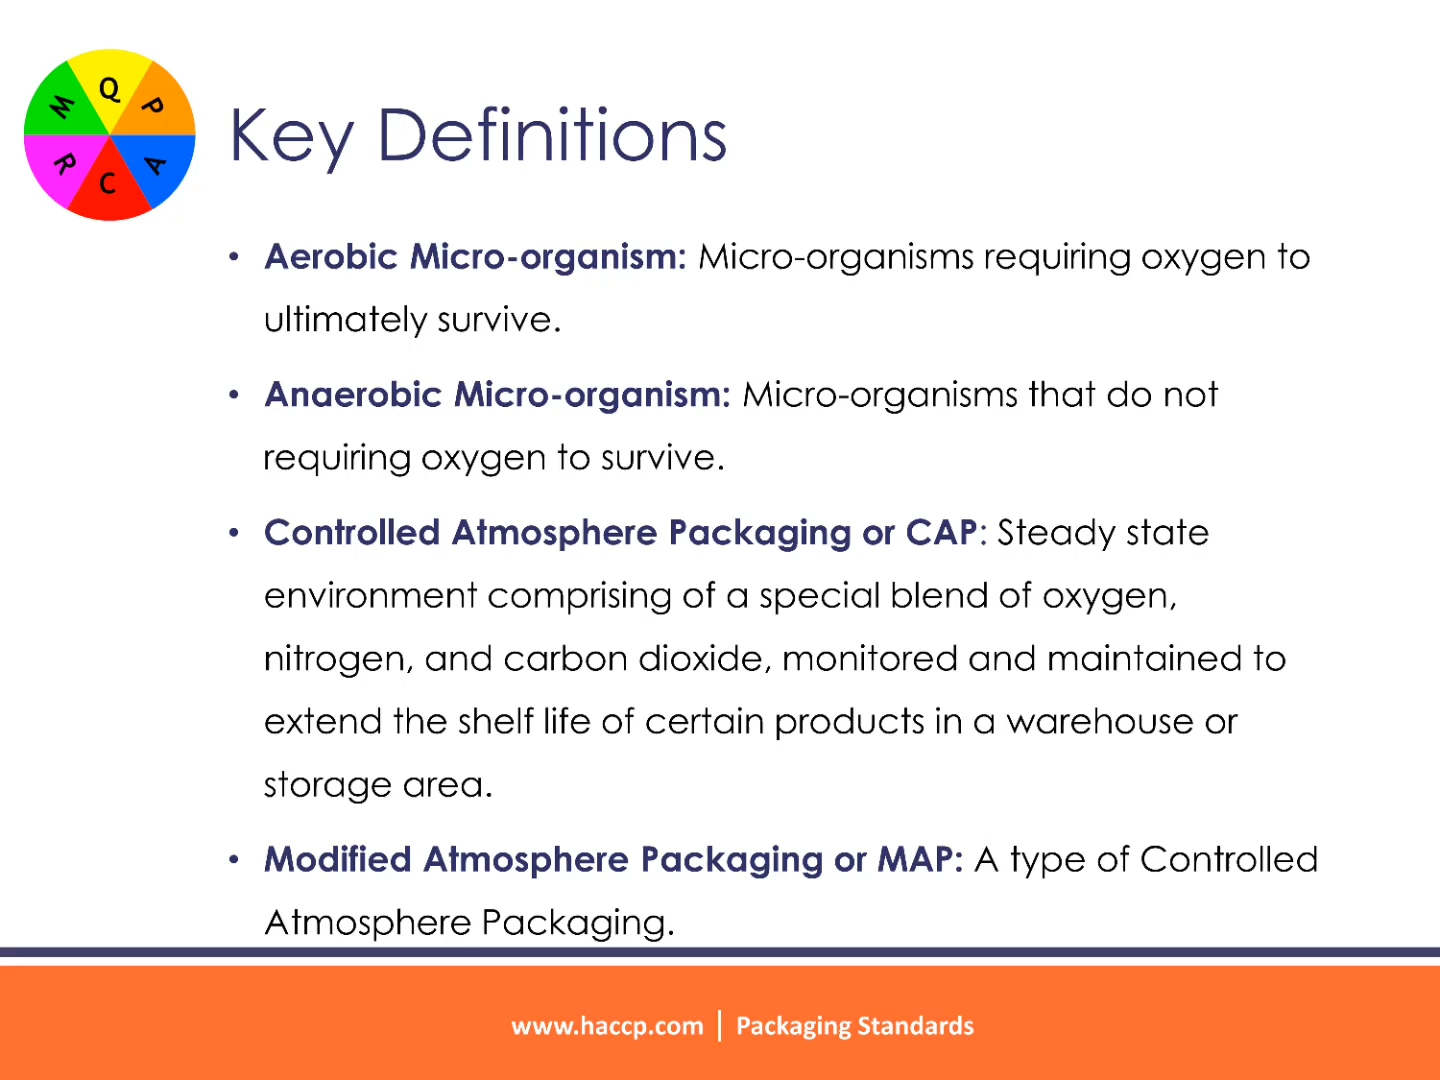 Q
P
A
C
R
M
Key Definitions
• Aerobic Micro-organism: Micro-organisms requiring oxygen to
ultimately survive.
• Anaerobic Micro-organism: Micro-organisms that do not
requiring oxygen to survive.
• Controlled Atmosphere Packaging or CAP: Steady state
environment comprising of a special blend of oxygen,
nitrogen, and carbon dioxide, monitored and maintained to
extend the shelf life of certain products in a warehouse or
storage area.
• Modified Atmosphere Packaging or MAP: A type of Controlled
Atmosphere Packaging.
www.haccp.com | Packaging Standards